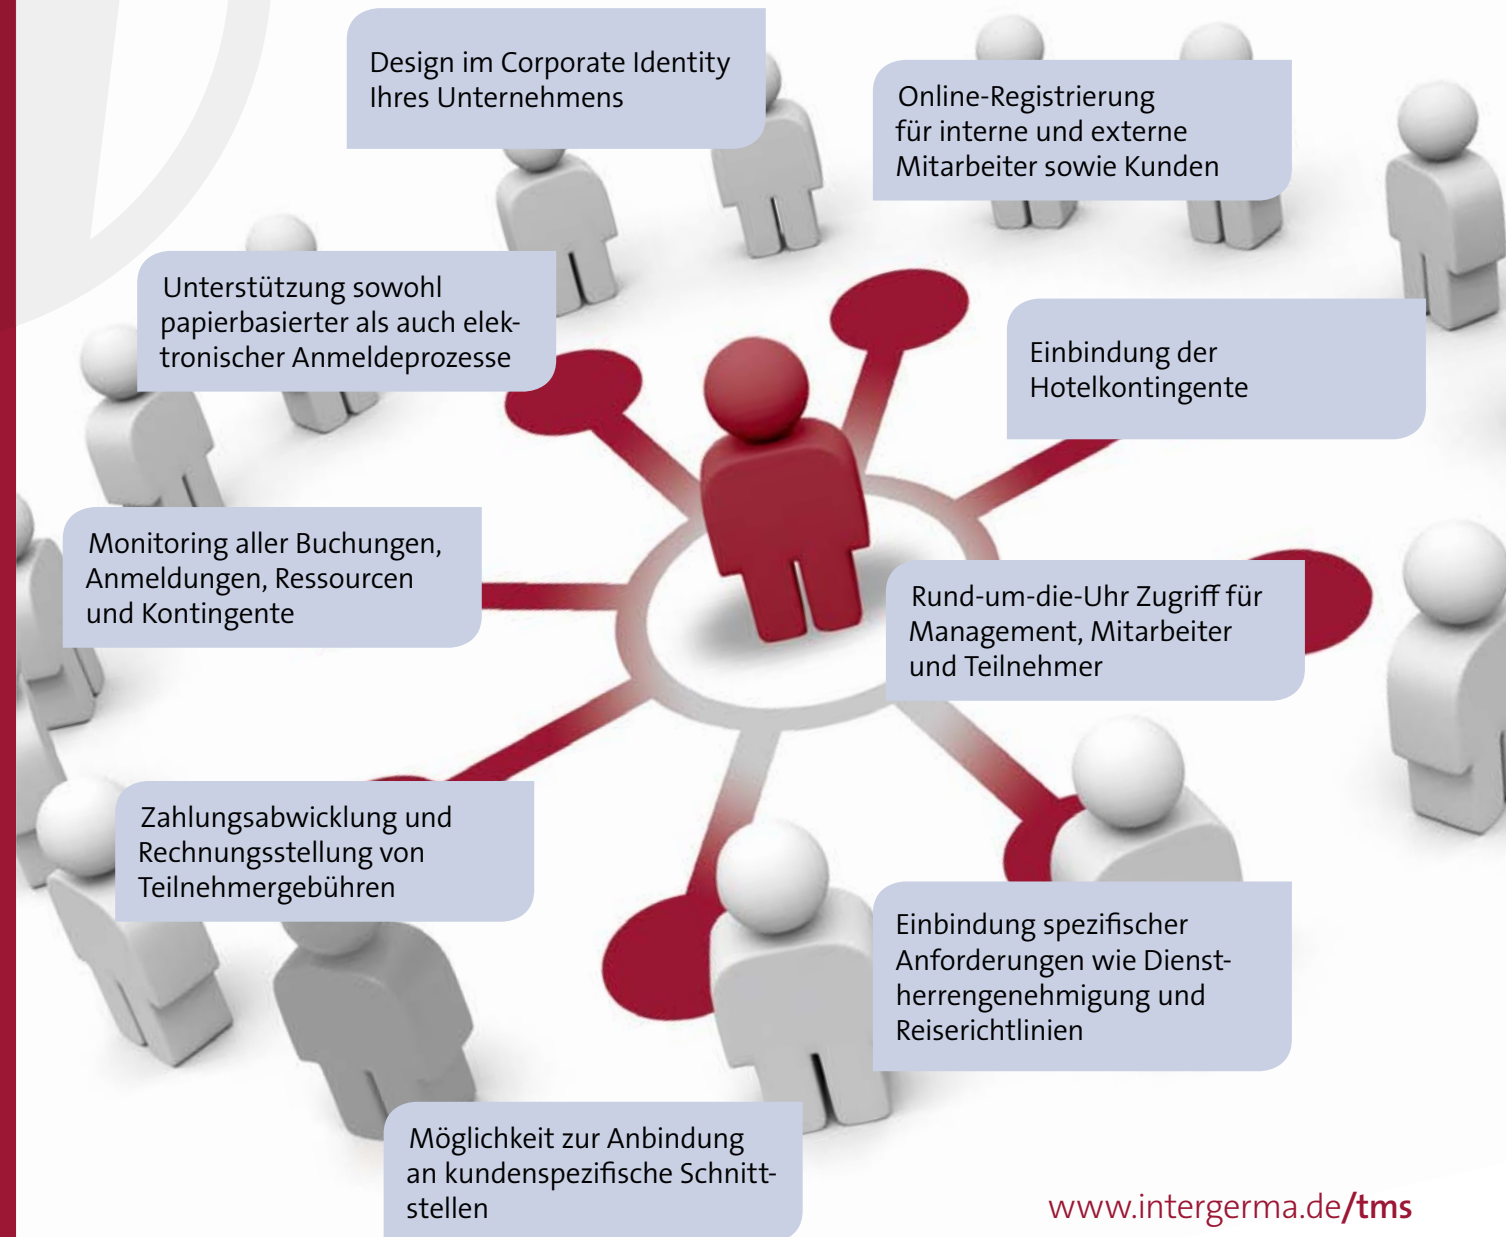 Design im Corporate Identity
Ihres Unternehmens
Online-Registrierung
für interne und externe
Mitarbeiter sowie Kunden
Unterstützung sowohl
papierbasierter als auch elek-
tronischer Anmeldeprozesse
Einbindung der
Hotelkontingente
Monitoring aller Buchungen,
Anmeldungen, Ressourcen
und Kontingente
Rund-um-die-Uhr Zugriff für
Management, Mitarbeiter
und Teilnehmer
Zahlungsabwicklung und
Rechnungsstellung von
Teilnehmergebühren
Einbindung spezifischer
Anforderungen wie Dienst-
herrengenehmigung und
Reiserichtlinien
Möglichkeit zur Anbindung
an kundenspezifische Schnitt-
stellen
www.intergerma.de/tms